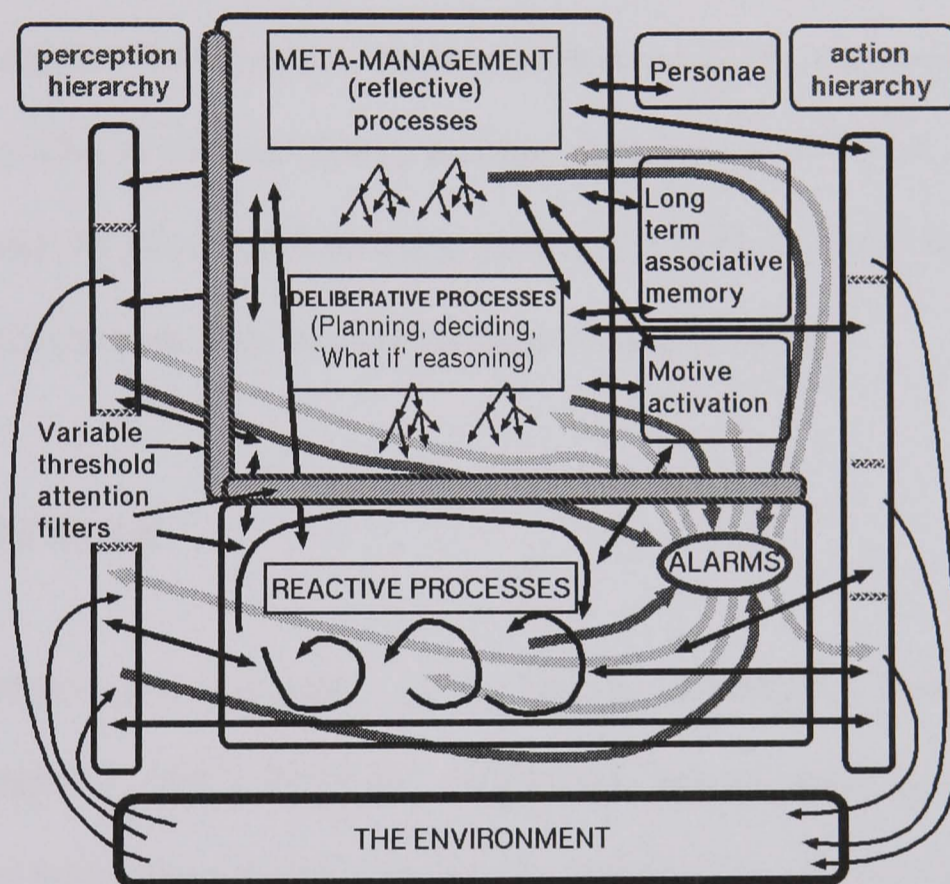 perception
hierarchy
META-MANAGEMENT
(reflective)
processes
Personae
action
hierarchy
Long
term
associative
memory
DELIBERATIVE PROCESSES
(Planning, deciding,
`What if' reasoning)
Motive
activation
Variable
threshold
attention
filters
ALARMS
REACTIVE PROCESSES
THE ENVIRONMENT